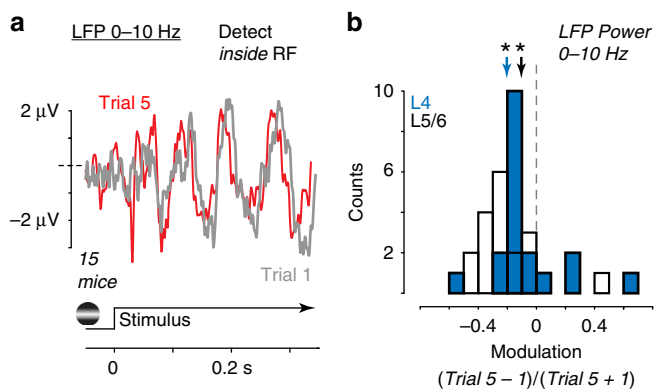 a
LFP 0–10 Hz
Detect
inside RF
2 μV
Trial 5
−2 μV
Trial 1
15
mice
Stimulus
0
0.2 s
b
LFP Power
0–10 Hz
* *
L4
L5/6
10
6
2
Counts
−0.4
0
0.4
Modulation
(Trial 5 − 1)/(Trial 5 + 1)